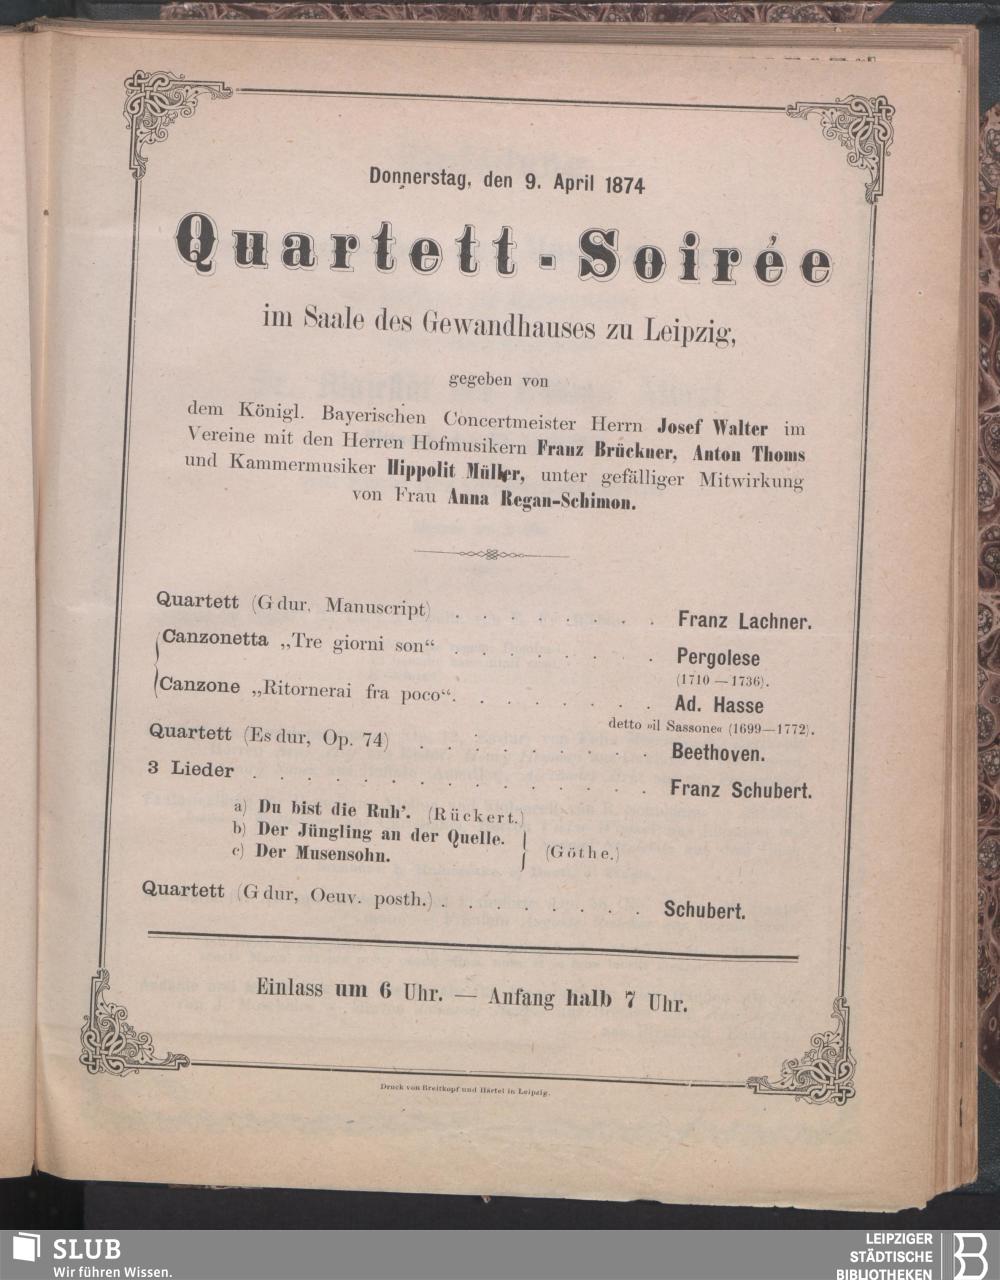 Donnerstag, den 9. April 1874
Quartett-Soirée
im Saale des Gewandhauses zu Leipzig,
gegeben von
dem Königl. Bayerischen Concertmeister Herrn Josef Walter im
Vereine mit den Herren Hofmusikern Franz Brückner, Anton Thoms
und Kammermusiker Hippolit Müller, unter gefälliger Mitwirkung
von Frau Anna Regan-Schimon.
Quartett (G dur, Manuscript) . . . Franz Lachner.
Canzonetta „Tre giorni son“ . . . . . . . . Pergolese
(1710—1736).
Canzone „Ritornerai fra poco“. . . . . . . . Ad. Hasse
detto »il Sassone« (1699—1772).
Quartett (Es dur, Op. 74) . . . . . . . . . Beethoven.
3 Lieder . . . . . . . . . . . . . . . Franz Schubert.
a) Du bist die Ruh’. (Rückert.)
b) Der Jüngling an der Quelle.
c) Der Musensohn. (Göthe.)
Quartett (G dur, Oeuv. posth.) . . . . . . . . Schubert.
Einlass um 6 Uhr. — Anfang halb 7 Uhr.
Druck von Breitkopf und Härtel in Leipzig.
SLUB
Wir führen Wissen.
LEIPZIGER
STÄDTISCHE
BIBLIOTHEKEN